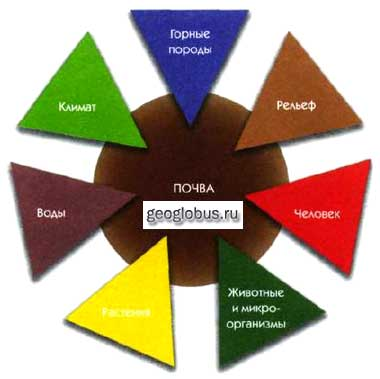 Горные
породы
Климат
Рельеф
ПОЧВА
geoglobus.ru
Воды
Человек
Растения
Животные
и микро-
организмы